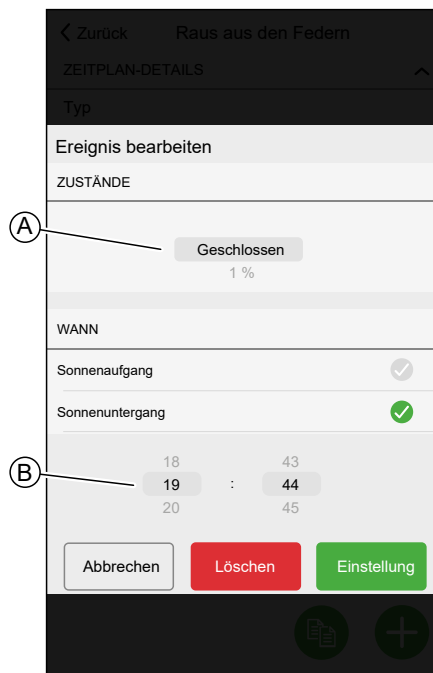 Zurück Raus aus den Federn
ZEITPLAN-DETAILS
Typ
Ereignis bearbeiten
ZUSTÄNDE
A
Geschlossen
1 %
WANN
Sonnenaufgang
Sonnenuntergang
18 43
B
19 : 44
20 45
Abbrechen Löschen Einstellung